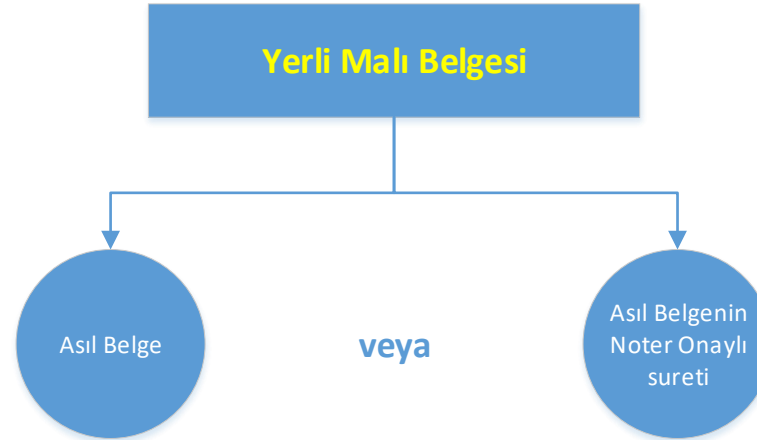 Yerli Malı Belgesi
Asıl Belge
veya
Asıl Belgenin
Noter Onaylı
sureti